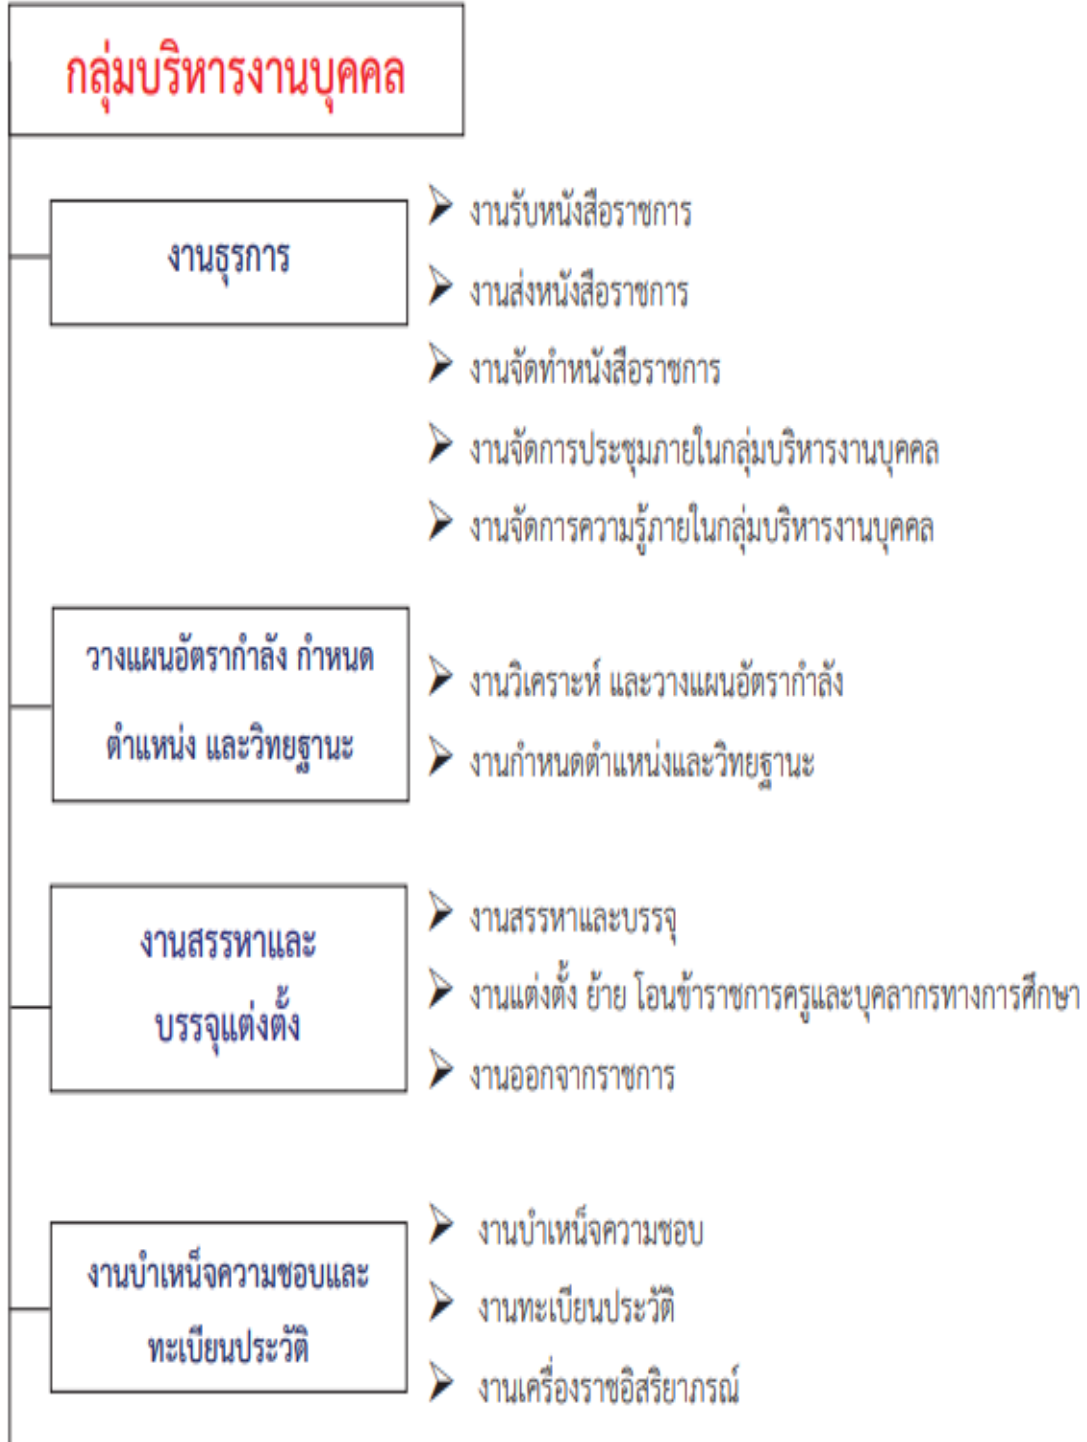 กลุ่มบริหารงานบุคคล
งานธุรการ
งานรับหนังสือราชการ
งานส่งหนังสือราชการ
งานจัดทำหนังสือราชการ
งานจัดการประชุมภายในกลุ่มบริหารงานบุคคล
งานจัดการความรู้ภายในกลุ่มบริหารงานบุคคล
วางแผนอัตรากำลัง กำหนด
ตำแหน่ง และวิทยฐานะ
งานวิเคราะห์ และวางแผนอัตรากำลัง
งานกำหนดตำแหน่งและวิทยฐานะ
งานสรรหาและ
บรรจุแต่งตั้ง
งานสรรหาและบรรจุ
งานแต่งตั้ง ย้าย โอนข้าราชการครูและบุคลากรทางการศึกษา
งานออกจากราชการ
งานบำเหน็จความชอบและ
ทะเบียนประวัติ
งานบำเหน็จความชอบ
งานทะเบียนประวัติ
งานเครื่องราชอิสริยาภรณ์